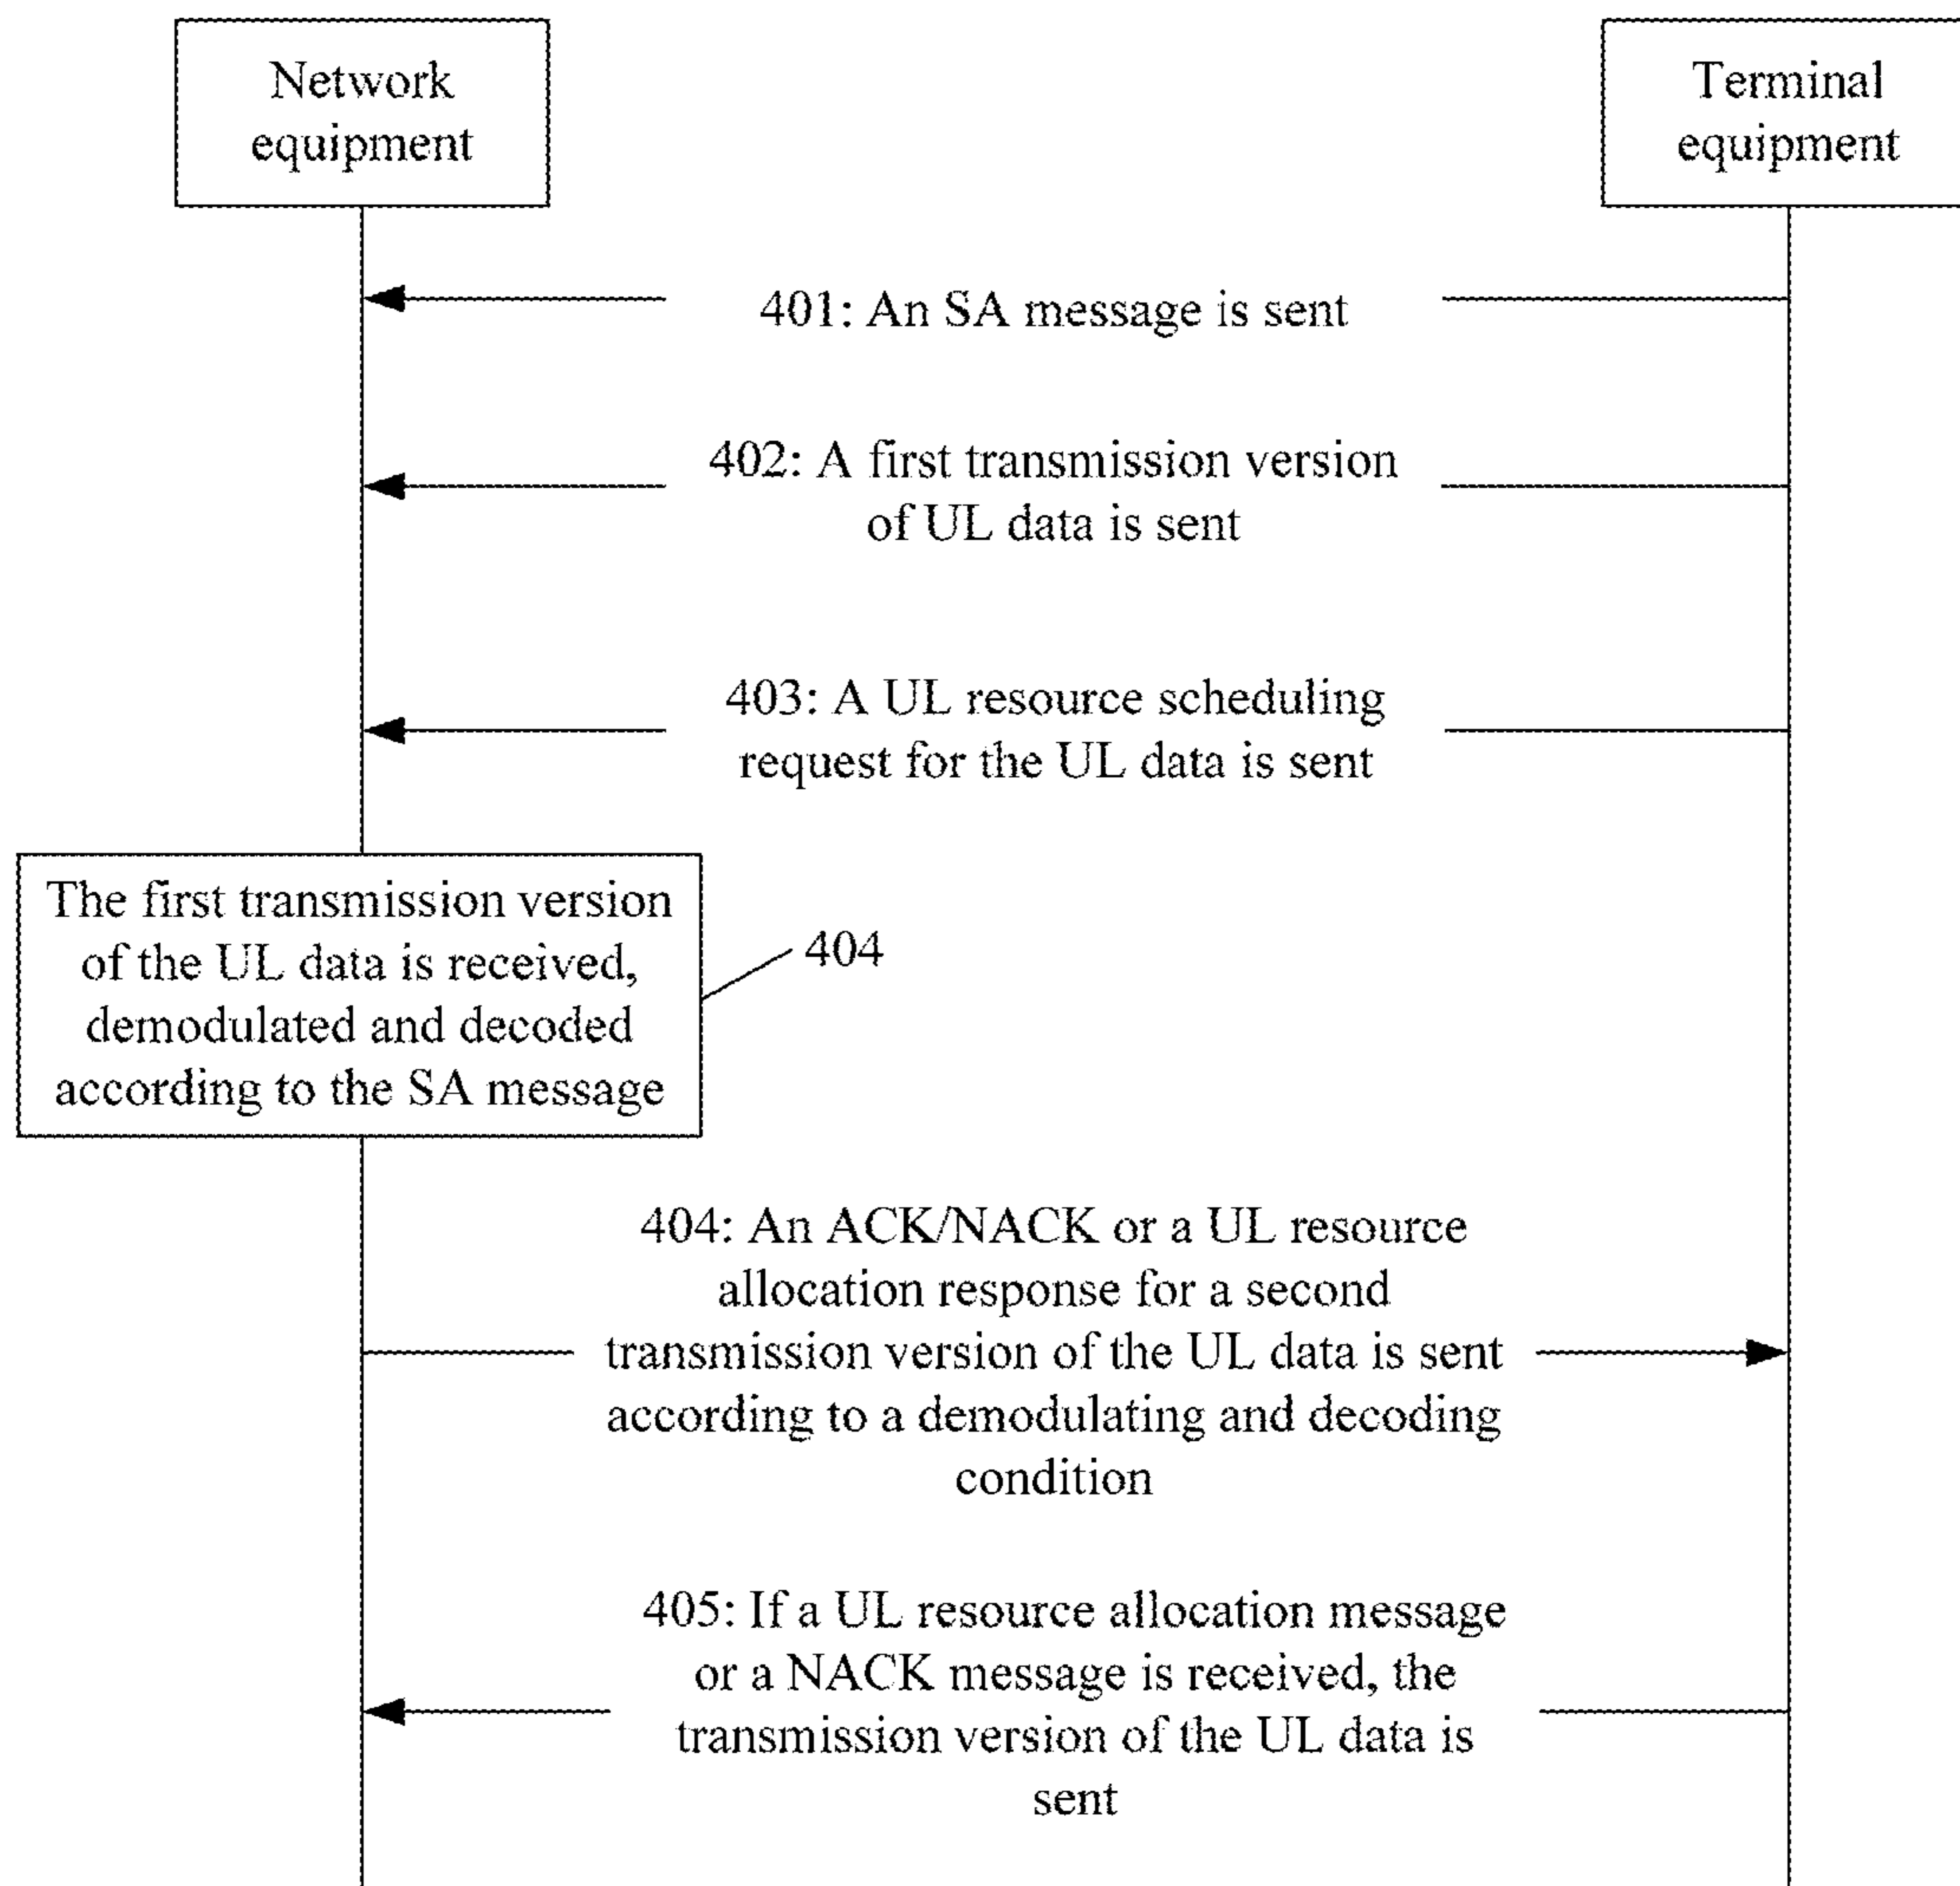 Network
equipment
Terminal
equipment
401: An SA message is sent
402: A first transmission version
of UL data is sent
403: A UL resource scheduling
request for the UL data is sent
The first transmission version
of the UL data is received,
demodulated and decoded
according to the SA message
404
404: An ACK/NACK or a UL resource
allocation response for a second
transmission version of the UL data is sent
according to a demodulating and decoding
condition
405: If a UL resource allocation message
or a NACK message is received, the
transmission version of the UL data is
sent